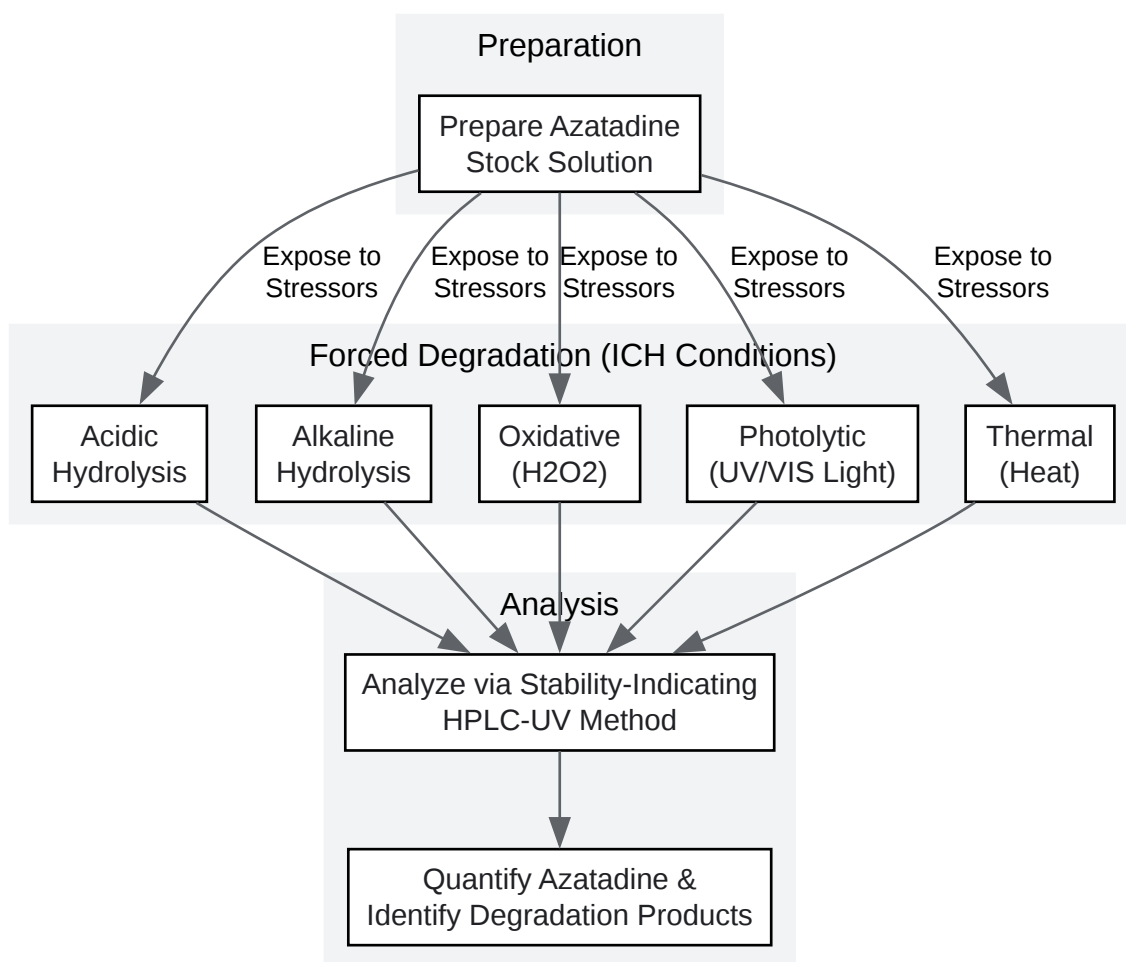 Preparation
Prepare Azatadine
Stock Solution
Expose to
Stressors
Expose to
Stressors
Expose to
Stressors
Expose to
Stressors
Expose to
Stressors
Forced Degradation (ICH Conditions)
Acidic
Hydrolysis
Alkaline
Hydrolysis
Oxidative
(H2O2)
Photolytic
(UV/VIS Light)
Thermal
(Heat)
Analysis
Analyze via Stability-Indicating
HPLC-UV Method
Quantify Azatadine &
Identify Degradation Products